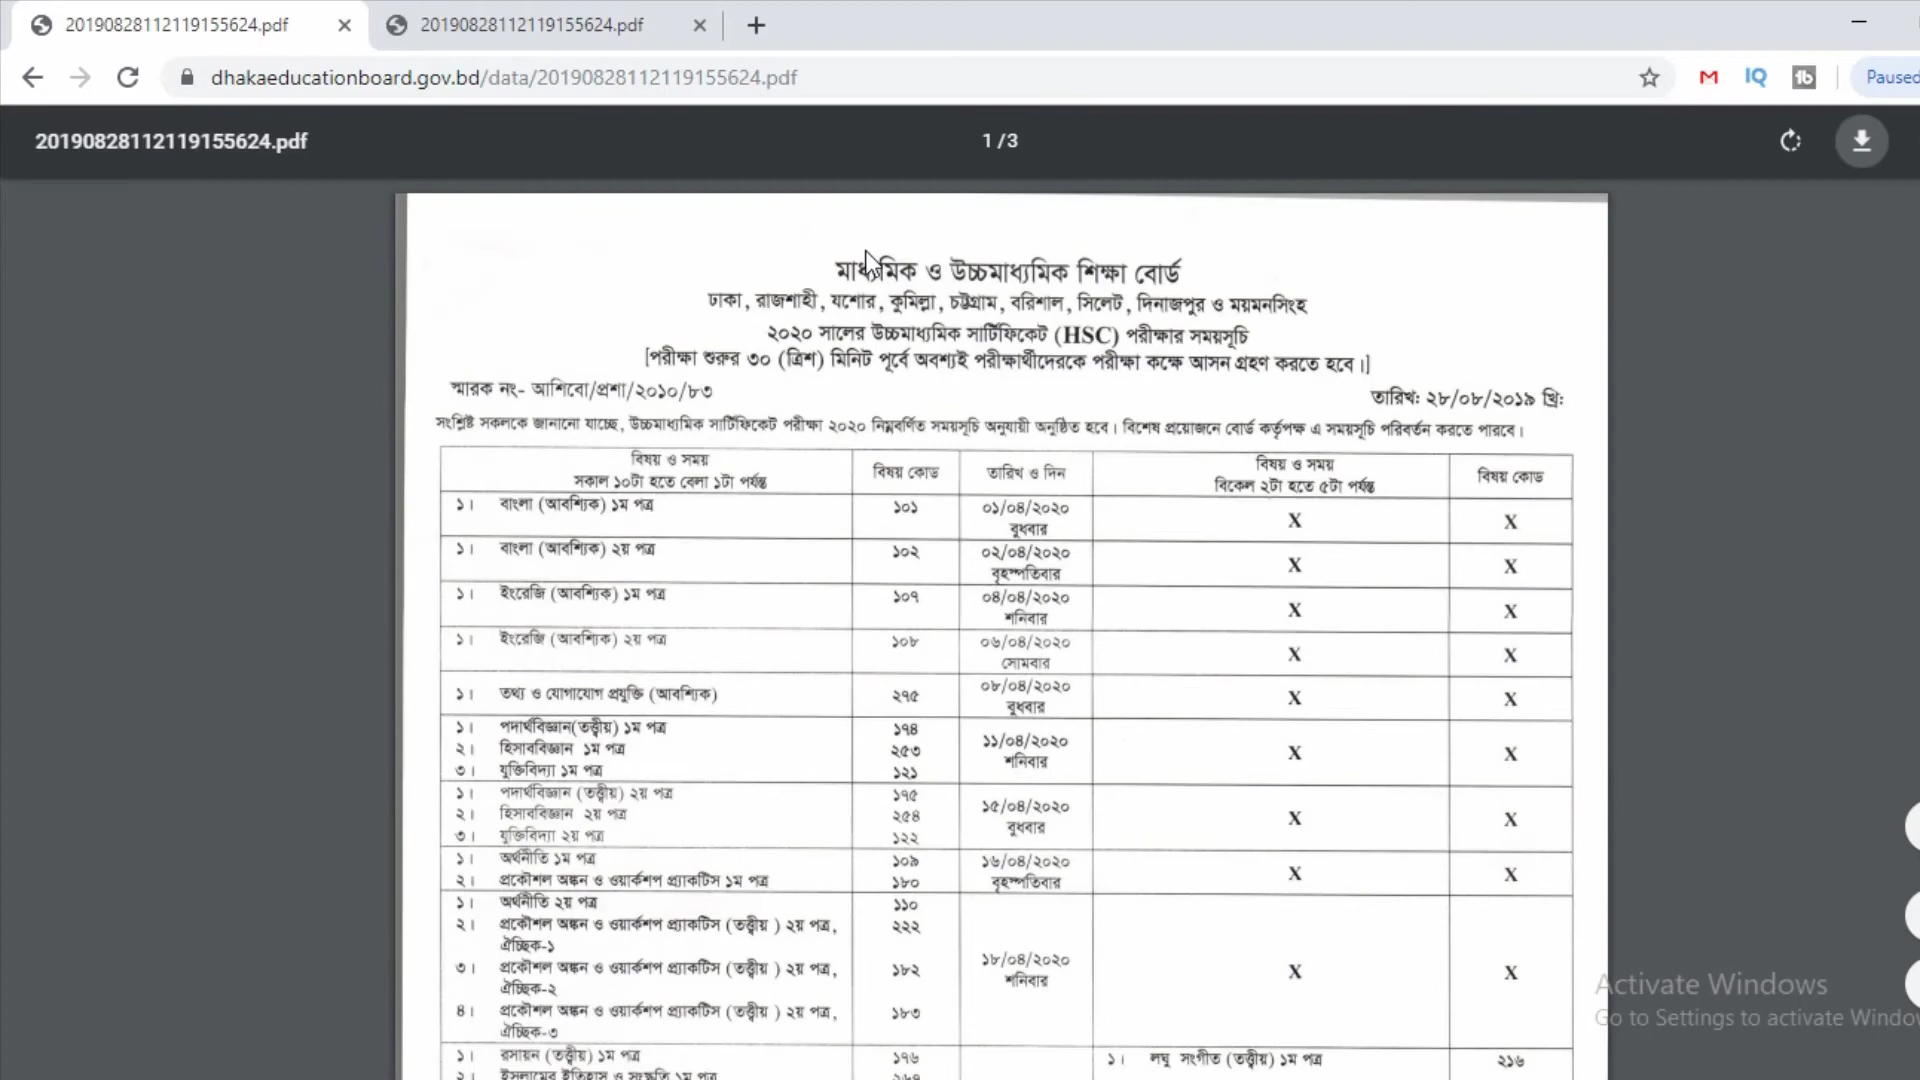 20190828112119155624.pdf
20190828112119155624.pdf
dhakaeducationboard.gov.bd/data/20190828112119155624.pdf
Paused
20190828112119155624.pdf
1 / 3
মাধ্যমিক ও উচ্চমাধ্যমিক শিক্ষা বোর্ড
ঢাকা, রাজশাহী, যশোর, কুমিল্লা, চট্টগ্রাম, বরিশাল, সিলেট, দিনাজপুর ও ময়মনসিংহ
২০২০ সালের উচ্চমাধ্যমিক সার্টিফিকেট (HSC) পরীক্ষার সময়সূচি
[পরীক্ষা শুরুর ৩০ (ত্রিশ) মিনিট পূর্বে অবশ্যই পরীক্ষার্থীদেরকে পরীক্ষা কক্ষে আসন গ্রহণ করতে হবে।]
স্মারক নং- আশিবো/প্রশা/২০১০/৮৩
তারিখ: ২৮/০৮/২০১৯ খ্রি:
সংশ্লিষ্ট সকলকে জানানো যাচ্ছে, উচ্চমাধ্যমিক সার্টিফিকেট পরীক্ষা ২০২০ নিম্নবর্ণিত সময়সূচি অনুযায়ী অনুষ্ঠিত হবে। বিশেষ প্রয়োজনে বোর্ড কর্তৃপক্ষ এ সময়সূচি পরিবর্তন করতে পারবে।
বিষয় ও সময়
সকাল ১০টা হতে বেলা ১টা পর্যন্ত
বিষয় কোড
তারিখ ও দিন
বিষয় ও সময়
বিকেল ২টা হতে ৫টা পর্যন্ত
বিষয় কোড
১। বাংলা (আবশ্যিক) ১ম পত্র ১০১ ০১/০৪/২০২০ X X
বুধবার
১। বাংলা (আবশ্যিক) ২য় পত্র ১০২ ০২/০৪/২০২০ X X
বৃহস্পতিবার
১। ইংরেজি (আবশ্যিক) ১ম পত্র ১০৭ ০৪/০৪/২০২০ X X
শনিবার
১। ইংরেজি (আবশ্যিক) ২য় পত্র ১০৮ ০৬/০৪/২০২০ X X
সোমবার
১। তথ্য ও যোগাযোগ প্রযুক্তি (আবশ্যিক) ২৭৫ ০৮/০৪/২০২০ X X
বুধবার
১। পদার্থবিজ্ঞান(তত্ত্বীয়) ১ম পত্র ১৭৪
২। হিসাববিজ্ঞান ১ম পত্র ২৫৩ ১১/০৪/২০২০ X X
শনিবার
৩। যুক্তিবিদ্যা ১ম পত্র ১২১
১। পদার্থবিজ্ঞান (তত্ত্বীয়) ২য় পত্র ১৭৫
২। হিসাববিজ্ঞান ২য় পত্র ২৫৪ ১৫/০৪/২০২০ X X
বুধবার
৩। যুক্তিবিদ্যা ২য় পত্র ১২২
১। অর্থনীতি ১ম পত্র ১০৯ ১৬/০৪/২০২০ X X
২। প্রকৌশল অঙ্কন ও ওয়ার্কশপ প্র্যাকটিস ১ম পত্র ১৮০ বৃহস্পতিবার
১। অর্থনীতি ২য় পত্র ১১০
২। প্রকৌশল অঙ্কন ও ওয়ার্কশপ প্র্যাকটিস (তত্ত্বীয় ) ২য় পত্র, ২২২
ঐচ্ছিক-১
৩। প্রকৌশল অঙ্কন ও ওয়ার্কশপ প্র্যাকটিস (তত্ত্বীয় ) ২য় পত্র, ১৮২ ১৮/০৪/২০২০ X X
ঐচ্ছিক-২ শনিবার
৪। প্রকৌশল অঙ্কন ও ওয়ার্কশপ প্র্যাকটিস (তত্ত্বীয় ) ২য় পত্র, ১৮৩
ঐচ্ছিক-৩
১। রসায়ন (তত্ত্বীয়) ১ম পত্র ১৭৬ ১। লঘু সংগীত (তত্ত্বীয়) ১ম পত্র ২১৬
২। ইসলামের ইতিহাস ও সংস্কৃতি ১ম পত্র ২৬৭
Activate Windows
Go to Settings to activate Windo